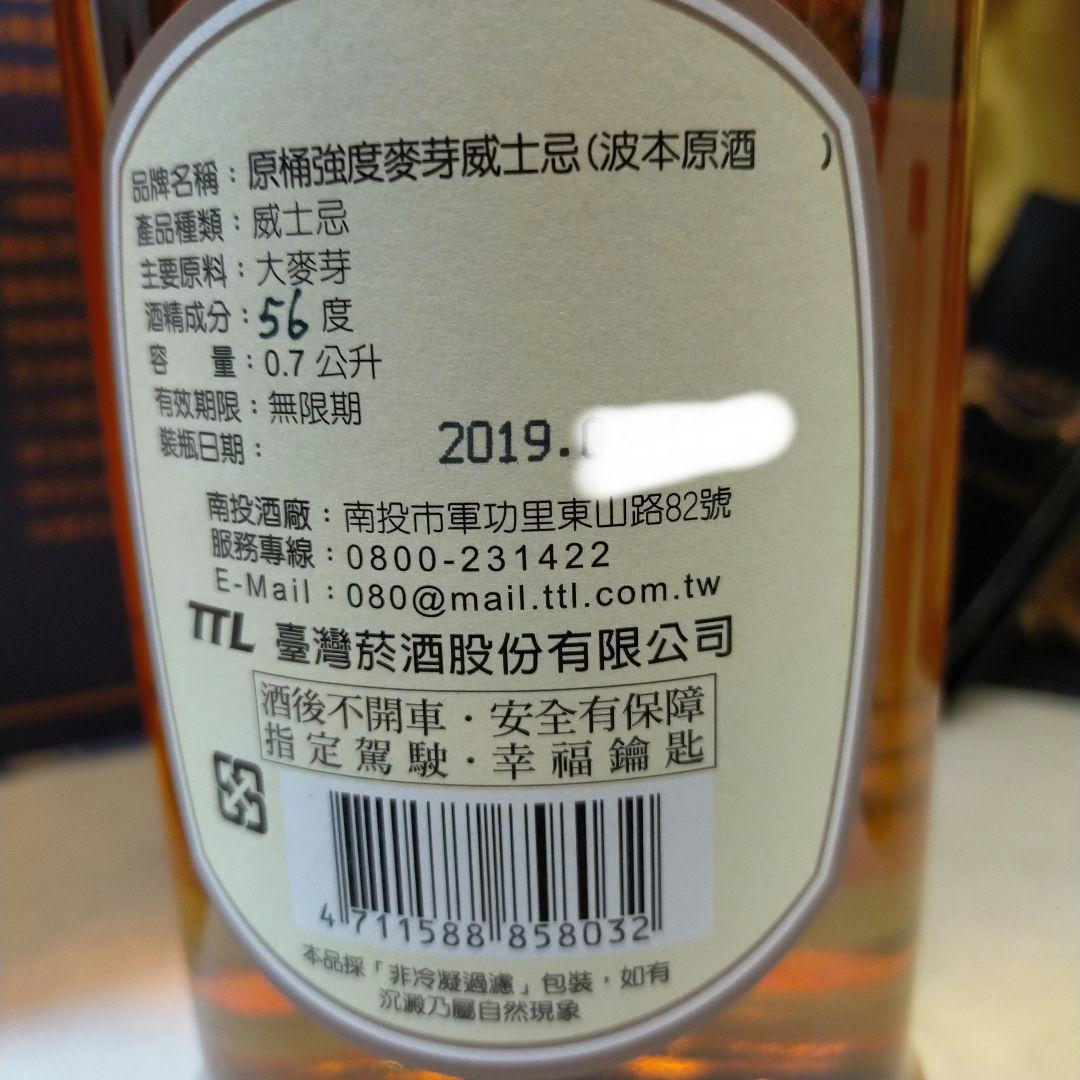 品牌名稱：原桶強度麥芽威士忌(波本原酒 )
產品種類：威士忌
主要原料：大麥芽
酒精成分：56度
容 量：0.7公升
有效期限：無限期
裝瓶日期： 2019.
南投酒廠：南投市軍功里東山路82號
服務專線：0800-231422
E-Mail：080@mail.ttl.com.tw
TTL 臺灣菸酒股份有限公司
酒後不開車·安全有保障
指定駕駛·幸福鑰匙
4 711588 858032
本品採「非冷凝過濾」包裝，如有
沉澱乃屬自然現象